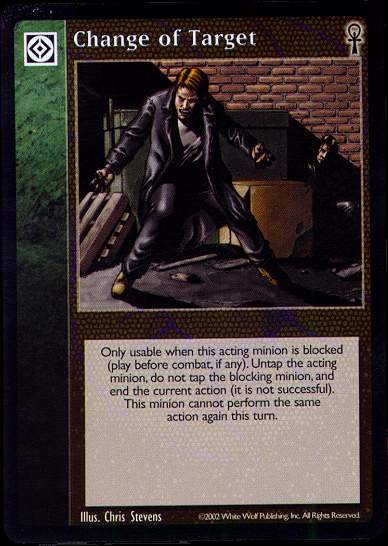 Change of Target
Only usable when this acting minion is blocked
(play before combat, if any). Untap the acting
minion, do not tap the blocking minion, and
end the current action (it is not successful).
This minion cannot perform the same
action again this turn.
Illus. Chris Stevens
©2002 White Wolf Publishing, Inc. All Rights Reserved.